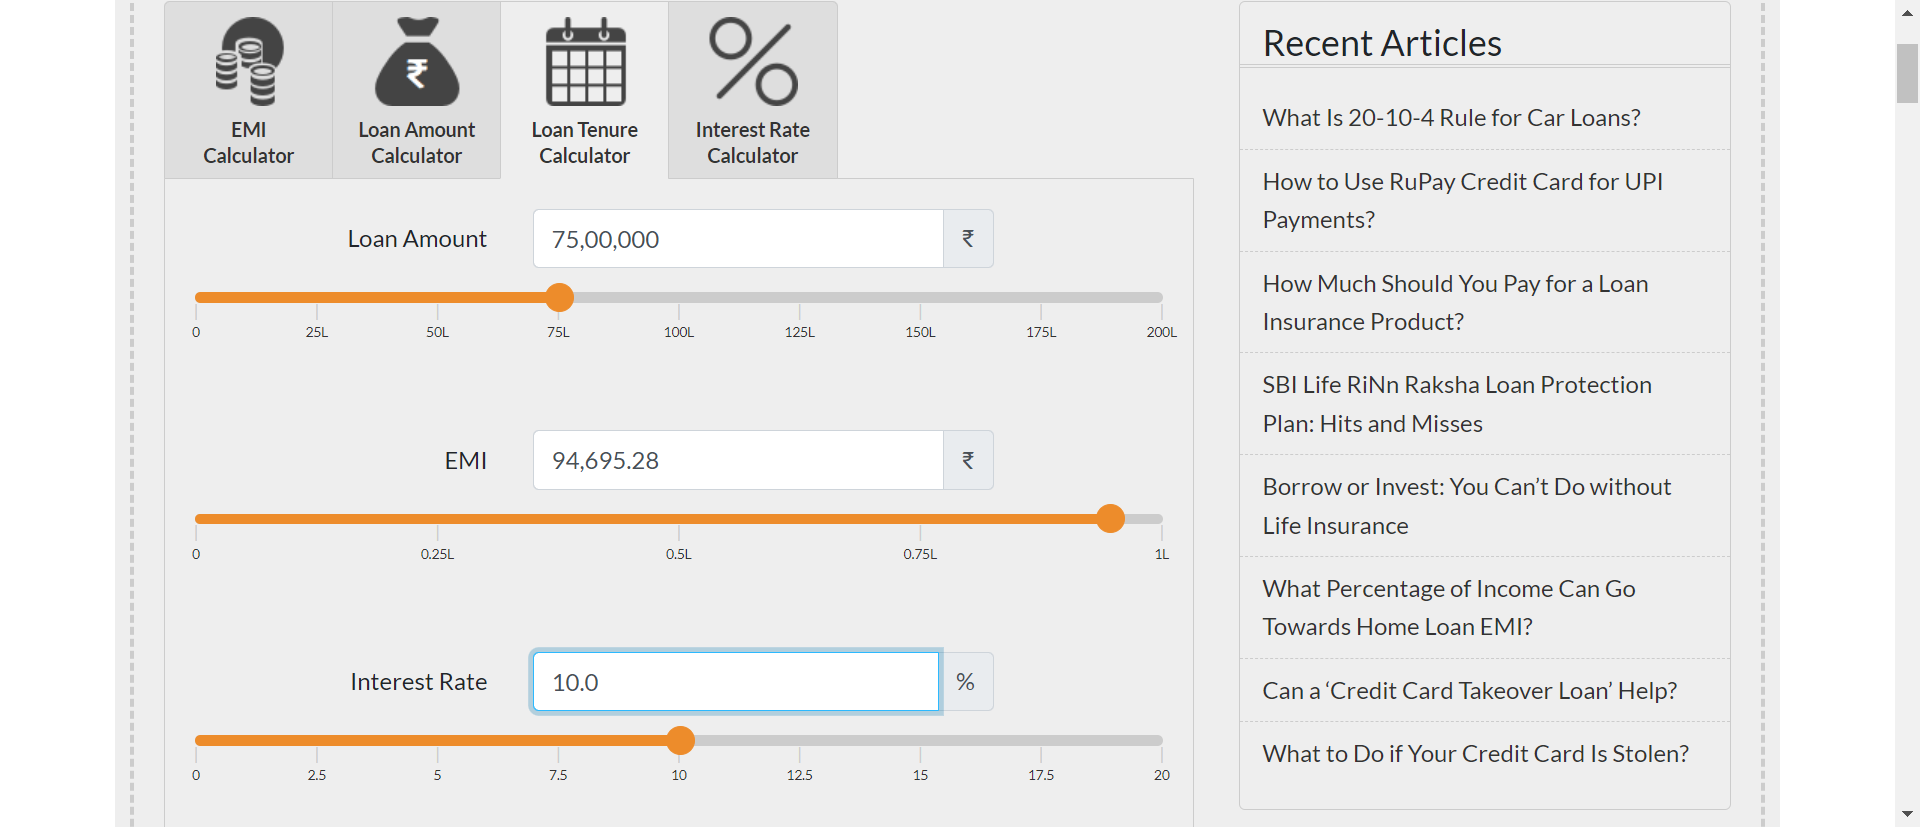 EMI
Calculator
Loan Amount
Calculator
Loan Tenure
Calculator
Interest Rate
Calculator
Loan Amount
75,00,000
₹
0 25L 50L 75L 100L 125L 150L 175L 200L
EMI
94,695.28
₹
0 0.25L 0.5L 0.75L 1L
Interest Rate
10.0
%
0 2.5 5 7.5 10 12.5 15 17.5 20
Recent Articles
What Is 20-10-4 Rule for Car Loans?
How to Use RuPay Credit Card for UPI
Payments?
How Much Should You Pay for a Loan
Insurance Product?
SBI Life RiNn Raksha Loan Protection
Plan: Hits and Misses
Borrow or Invest: You Can’t Do without
Life Insurance
What Percentage of Income Can Go
Towards Home Loan EMI?
Can a ‘Credit Card Takeover Loan’ Help?
What to Do if Your Credit Card Is Stolen?